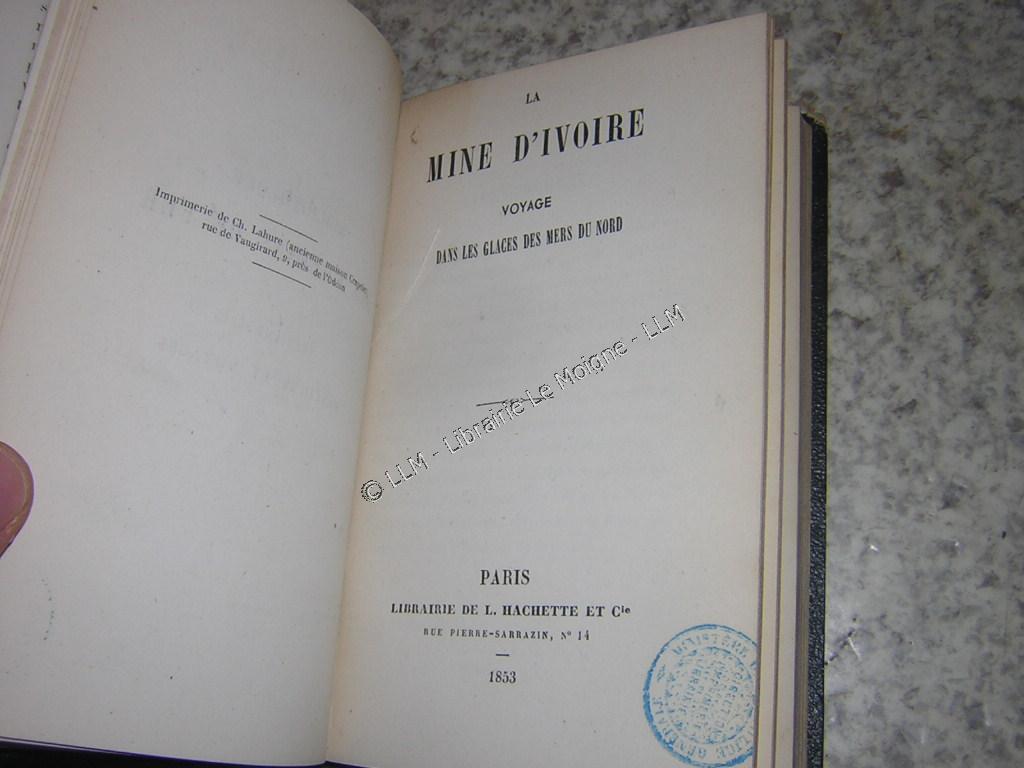 Imprimerie de Ch. Lahure (ancienne maison Crapelet)
rue de Vaugirard, 9, près de l'Odéon
LA
MINE D'IVOIRE
VOYAGE
DANS LES GLACES DES MERS DU NORD
© LLM - Librairie Le Moigne - LLM
PARIS
LIBRAIRIE DE L. HACHETTE ET Cie
RUE PIERRE-SARRAZIN, Nº 14
1853
MINISTÈRE